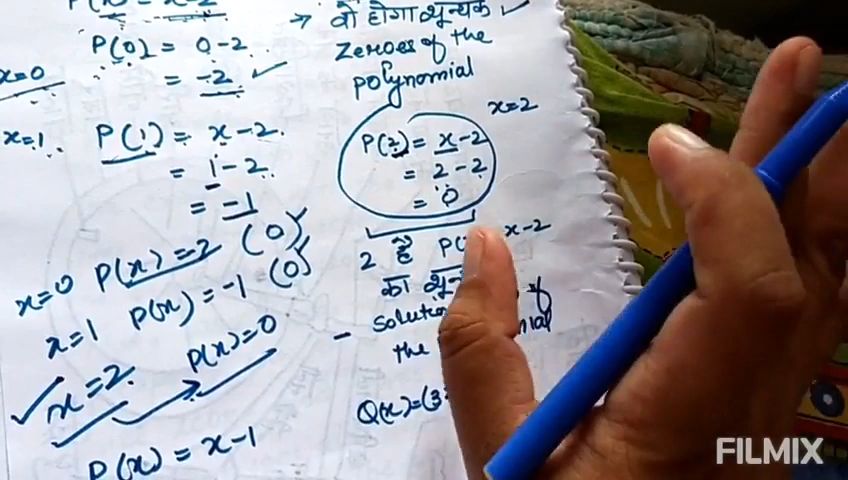 P(0) = 0-2
= -2
x=0
x=1. P(1) = x-2.
= 1-2.
= -1
x=0 P(x) = 2 (0)
x=1 P(x) = -1 (0)
x=2. P(x)=0
P(x) = x-1
→ वो होगा शून्यक
Zeroes of the
polynomial
x=2
P(2) = x-2
= 2-2
= 0
2 है x-2
का
the
Q(x)=(3
FILMIX